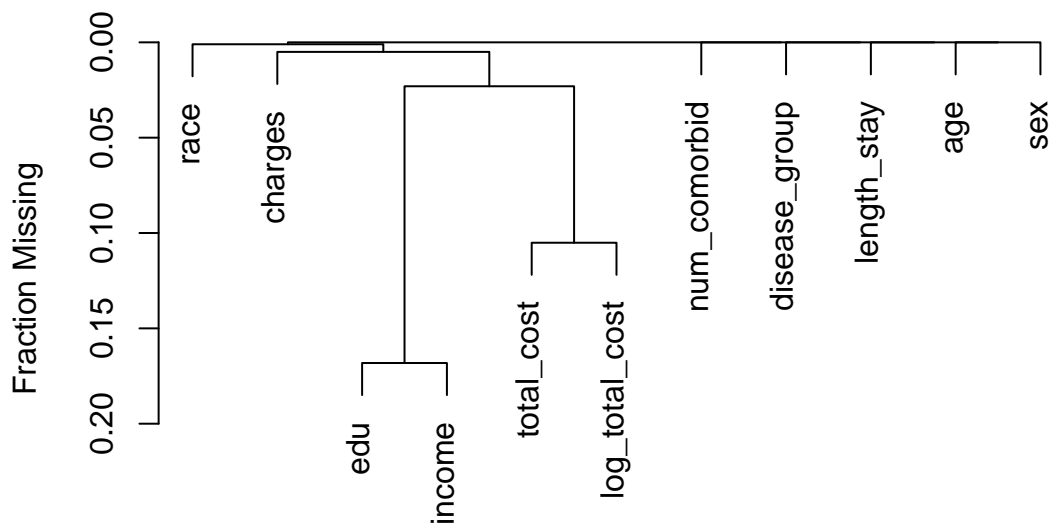 Fraction Missing
0.00
0.05
0.10
0.15
0.20
race
charges
edu
income
total_cost
log_total_cost
num_comorbid
disease_group
length_stay
age
sex